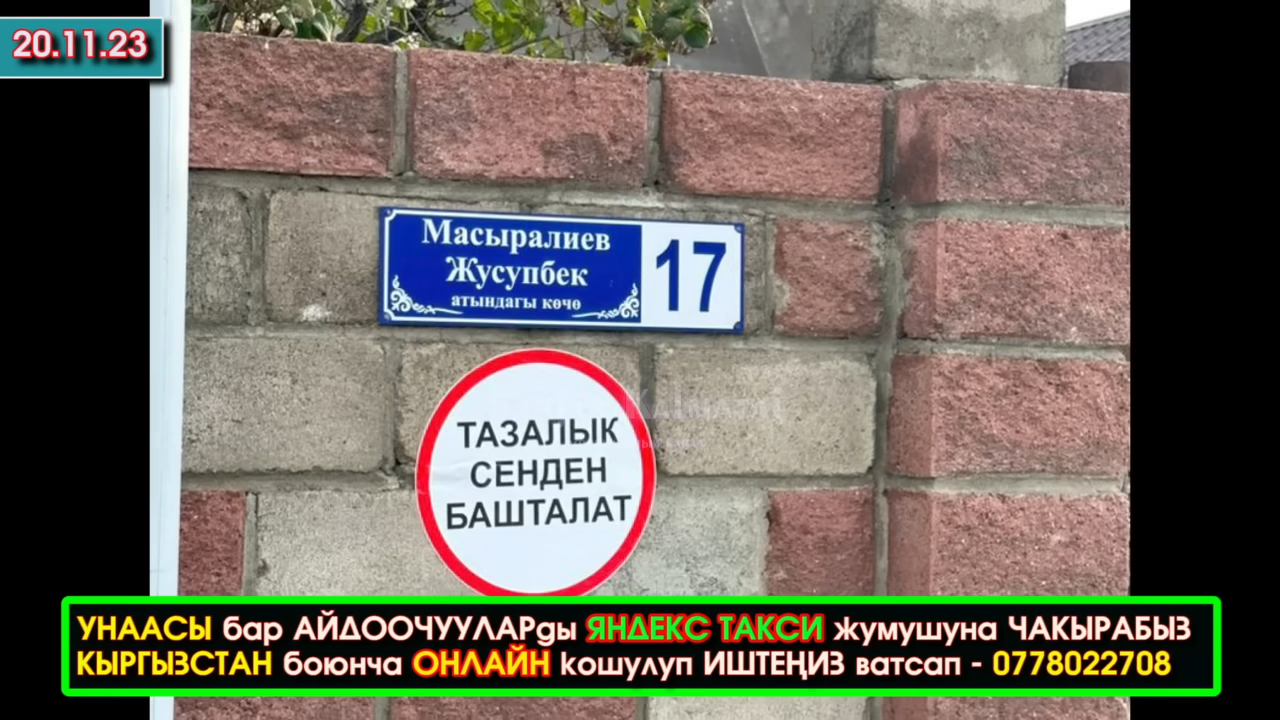 20.11.23
Масыралиев
Жусупбек
атындагы көчө
17
ТАЗАЛЫК
СЕНДЕН
БАШТАЛАТ
УНААСЫ бар АЙДООЧУУЛАРды ЯНДЕКС ТАКСИ жумушуна ЧАКЫРАБЫЗ
КЫРГЫЗСТАН боюнча ОНЛАЙН кошулуп ИШТЕҢИЗ ватсап - 0778022708